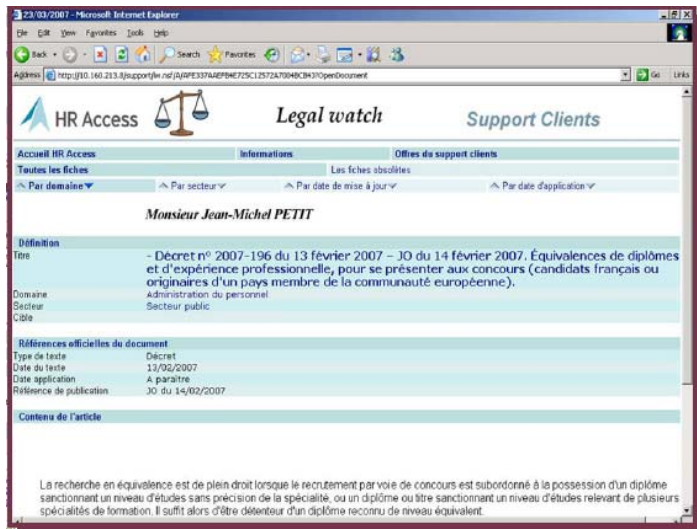 23/03/2007 - Microsoft Internet Explorer
File Edit View Favorites Tools Help
Back Search Favorites
Address http://10.160.213.8/support/lw.nsf/ Go Links
HR Access Legal watch Support Clients
Accueil HR Access Informations Offres du support clients
Toutes les fiches Les fiches obsolètes
Par domaine Par secteur Par date de mise à jour Par date d'application
Monsieur Jean-Michel PETIT
Définition
Titre - Décret nº 2007-196 du 13 février 2007 – JO du 14 février 2007. Équivalences de diplômes
et d'expérience professionnelle, pour se présenter aux concours (candidats français ou
originaires d'un pays membre de la communauté européenne).
Domaine Administration du personnel
Secteur Secteur public
Cible
Références officielles du document
Type de texte Décret
Date du texte 13/02/2007
Date application A paraître
Référence de publication JO du 14/02/2007
Contenu de l'article
La recherche en équivalence est de plein droit lorsque le recrutement par voie de concours est subordonné à la possession d'un diplôme
sanctionnant un niveau d'études sans précision de la spécialité, ou un diplôme ou titre sanctionnant un niveau d'études relevant de plusieurs
spécialités de formation. Il suffit alors d'être détenteur d'un diplôme reconnu de niveau équivalent.